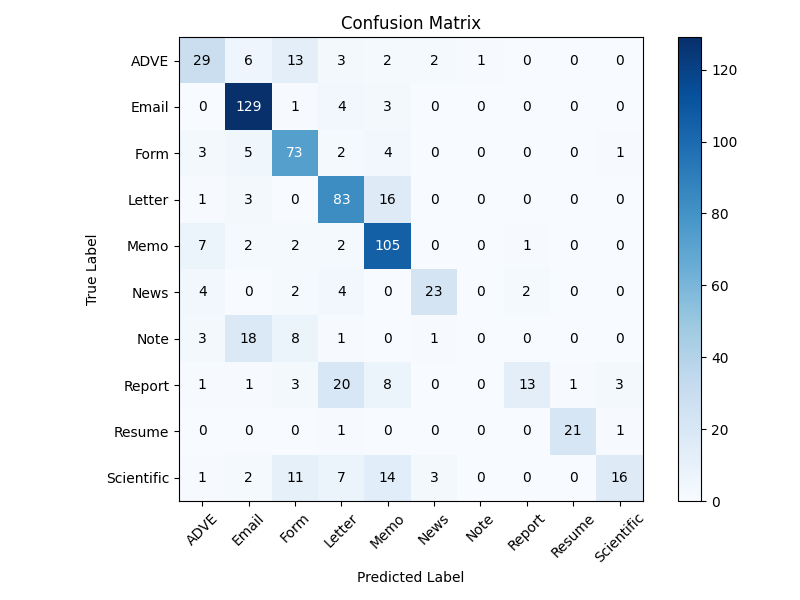 Confusion Matrix
True Label
ADVE 29 6 13 3 2 2 1 0 0 0
Email 0 129 1 4 3 0 0 0 0 0
Form 3 5 73 2 4 0 0 0 0 1
Letter 1 3 0 83 16 0 0 0 0 0
Memo 7 2 2 2 105 0 0 1 0 0
News 4 0 2 4 0 23 0 2 0 0
Note 3 18 8 1 0 1 0 0 0 0
Report 1 1 3 20 8 0 0 13 1 3
Resume 0 0 0 1 0 0 0 0 21 1
Scientific 1 2 11 7 14 3 0 0 0 16
ADVE Email Form Letter Memo News Note Report Resume Scientific
Predicted Label
120
100
80
60
40
20
0